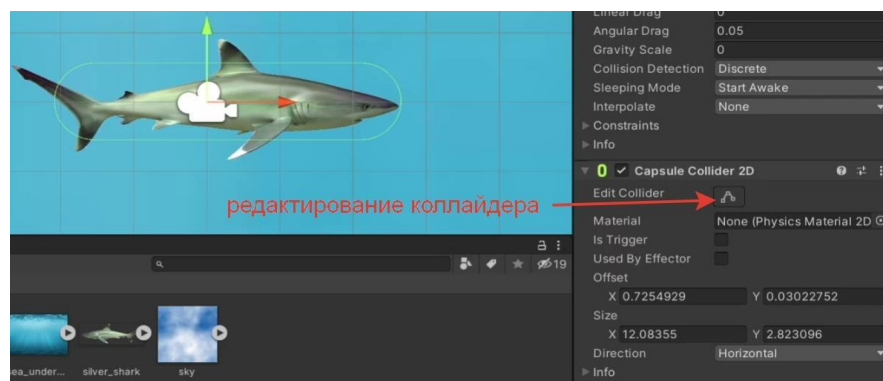 Linear Drag 0
Angular Drag 0.05
Gravity Scale 0
Collision Detection Discrete
Sleeping Mode Start Awake
Interpolate None
Constraints
Info
Capsule Collider 2D
Edit Collider
редактирование коллайдера
Material None (Physics Material 2D
Is Trigger
Used By Effector
Offset
X 0.7254929 Y 0.03022752
Size
X 12.08355 Y 2.823096
Direction Horizontal
Info
19
sea_under... silver_shark sky